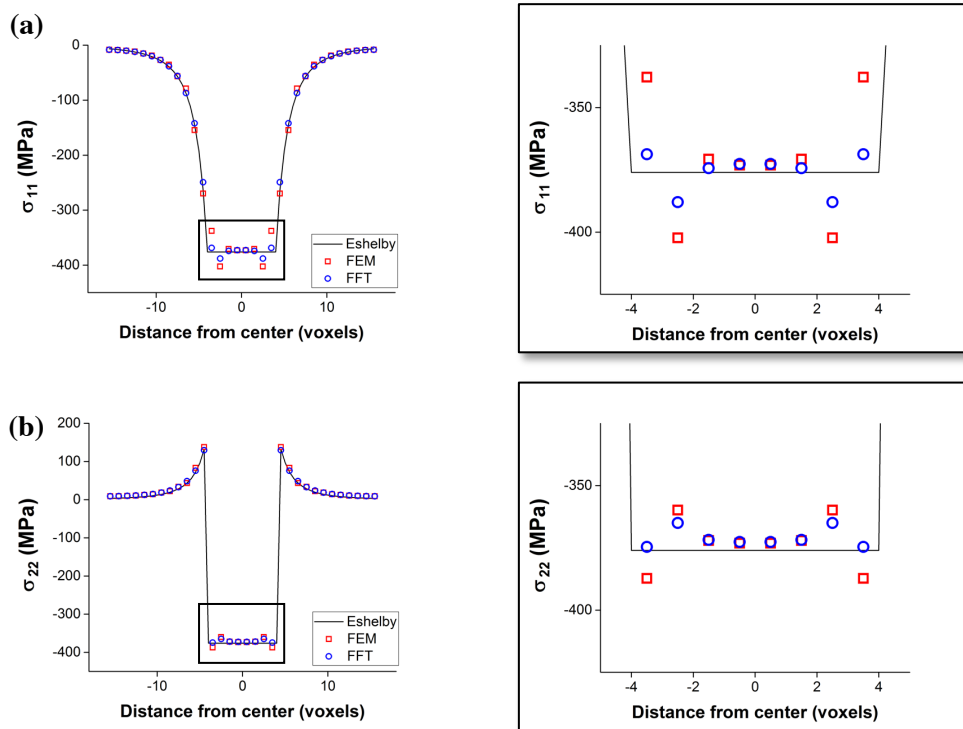 (a)
0
-100
-200
-300
-400
σ11 (MPa)
-10 0 10
Distance from center (voxels)
Eshelby
FEM
FFT
-350
-400
σ11 (MPa)
-4 -2 0 2 4
Distance from center (voxels)
(b)
200
100
0
-100
-200
-300
-400
σ22 (MPa)
-10 0 10
Distance from center (voxels)
Eshelby
FEM
FFT
-350
-400
σ22 (MPa)
-4 -2 0 2 4
Distance from center (voxels)